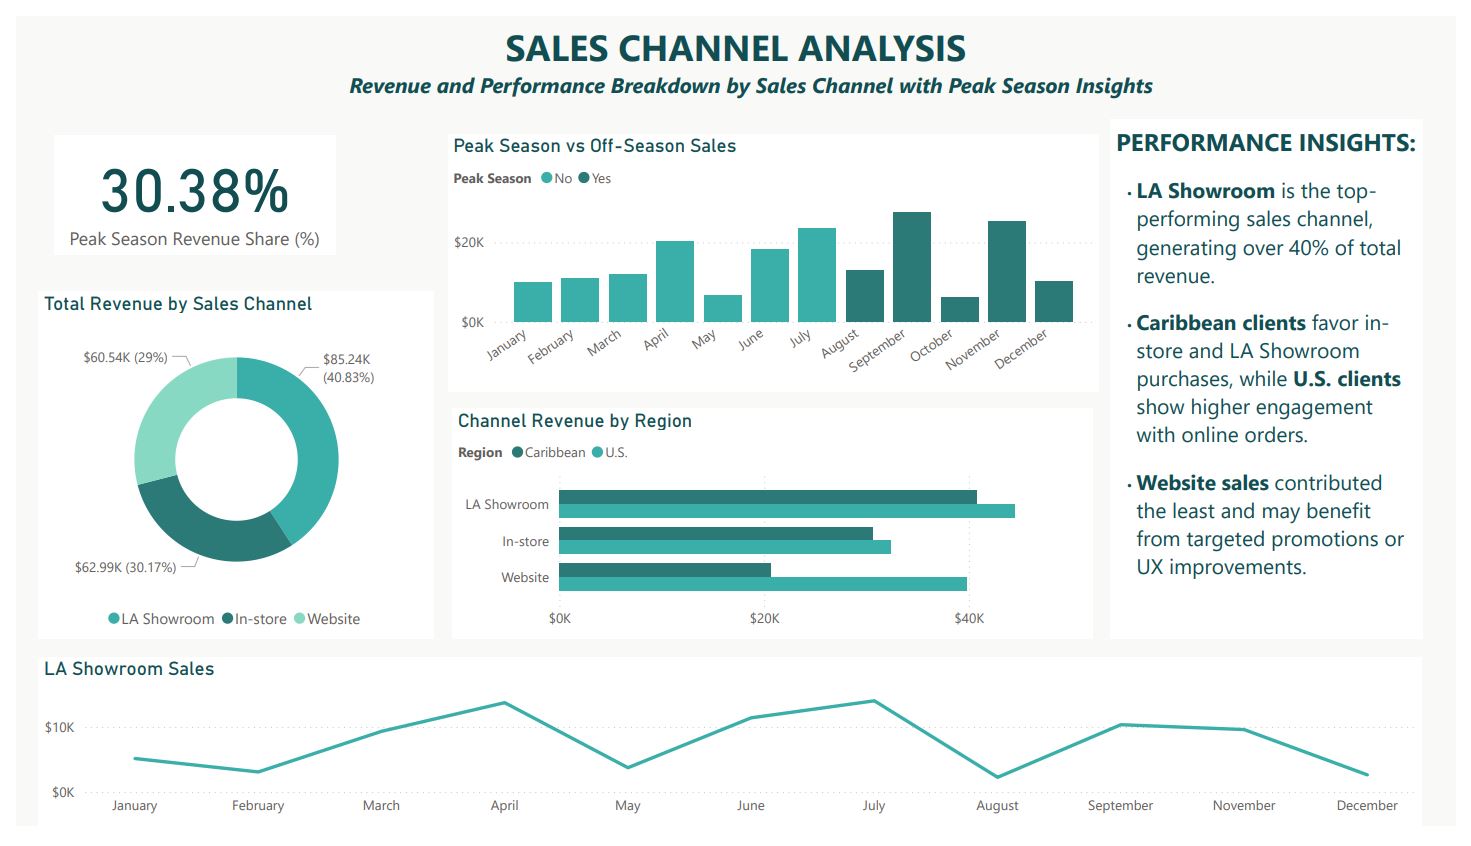 SALES CHANNEL ANALYSIS
Revenue and Performance Breakdown by Sales Channel with Peak Season Insights
30.38%
Peak Season Revenue Share (%)
Total Revenue by Sales Channel
$60.54K (29%)
$85.24K
(40.83%)
$62.99K (30.17%)
LA Showroom In-store Website
Peak Season vs Off-Season Sales
Peak Season No Yes
$20K
$0K
January February March April May June July August September October November December
Channel Revenue by Region
Region Caribbean U.S.
LA Showroom
In-store
Website
$0K $20K $40K
PERFORMANCE INSIGHTS:
• LA Showroom is the top-
performing sales channel,
generating over 40% of total
revenue.
• Caribbean clients favor in-
store and LA Showroom
purchases, while U.S. clients
show higher engagement
with online orders.
• Website sales contributed
the least and may benefit
from targeted promotions or
UX improvements.
LA Showroom Sales
$10K
$0K
January February March April May June July August September November December